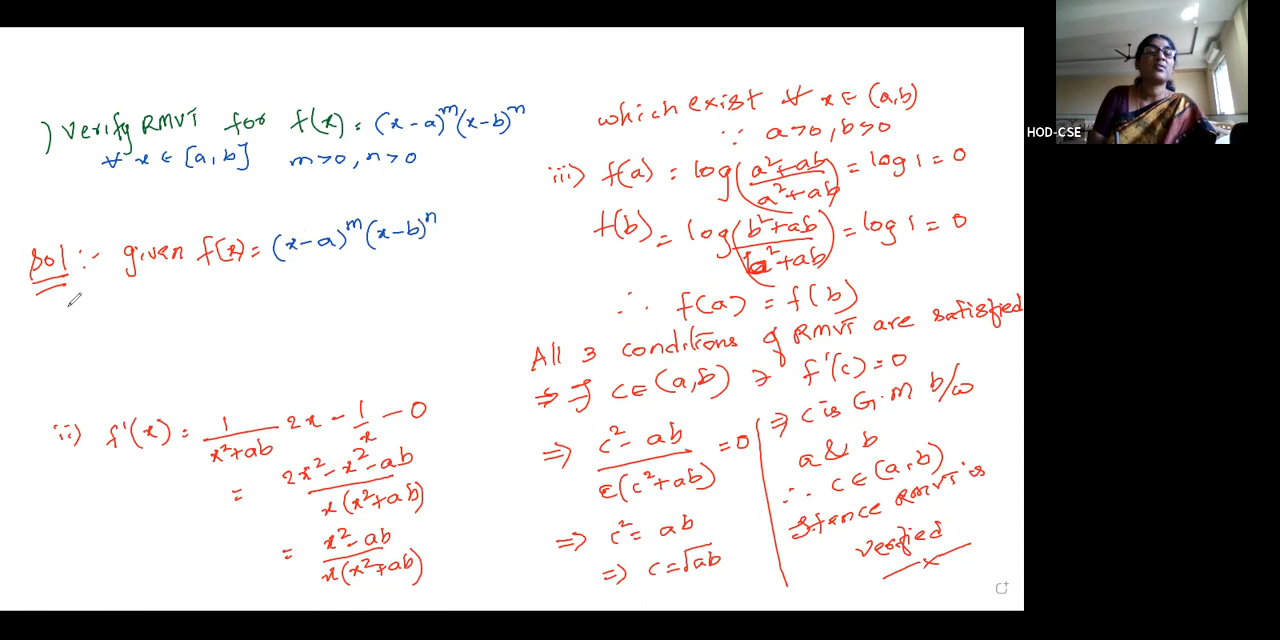 ) Verify RMVT for f(x) = (x-a)^m (x-b)^n
∀ x ∈ [a, b] m>0, n>0
Sol :- given f(x) = (x-a)^m (x-b)^n
ii) f'(x) = 1/(x²+ab) 2x - 1/x - 0
= (2x² - x² - ab)/(x(x²+ab))
= (x² - ab)/(x(x²+ab))
which exist ∀ x ∈ (a,b)
∵ a>0, b>0
iii) f(a) = log((a²+ab)/(a²+ab)) = log 1 = 0
f(b) = log((b²+ab)/(b²+ab)) = log 1 = 0
∴ f(a) = f(b)
All 3 conditions of RMVT are satisfied
⇒ ∃ c ∈ (a, b) ∋ f'(c) = 0
⇒ (c² - ab)/(c(c²+ab)) = 0
⇒ c² = ab
⇒ c = √ab
⇒ c is G.M b/w
a & b
∴ c ∈ (a, b)
Hence RMVT is
verified
HOD-CSE